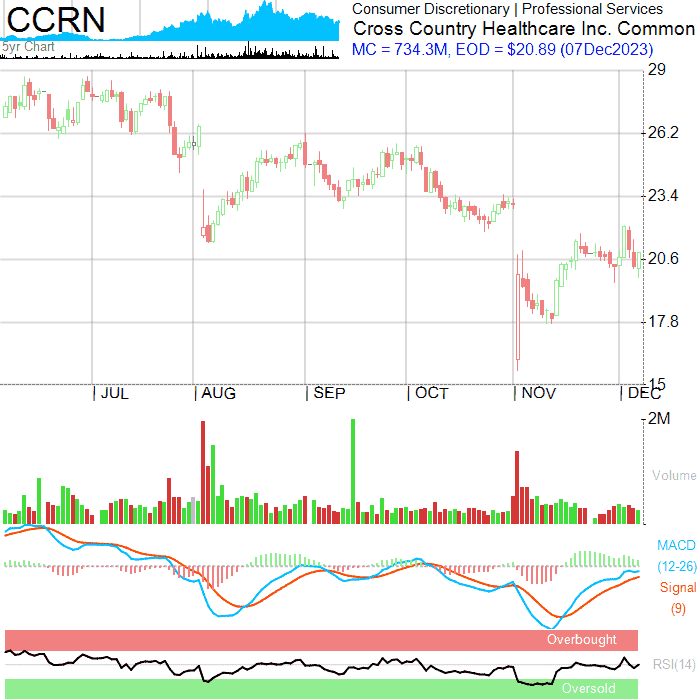 CCRN
5yr Chart
Consumer Discretionary | Professional Services
Cross Country Healthcare Inc. Common
MC = 734.3M, EOD = $20.89 (07Dec2023)
29
26.2
23.4
20.6
17.8
15
| JUL | AUG | SEP | OCT | NOV | DEC
2M
Volume
MACD
(12-26)
Signal
(9)
Overbought
RSI(14)
Oversold